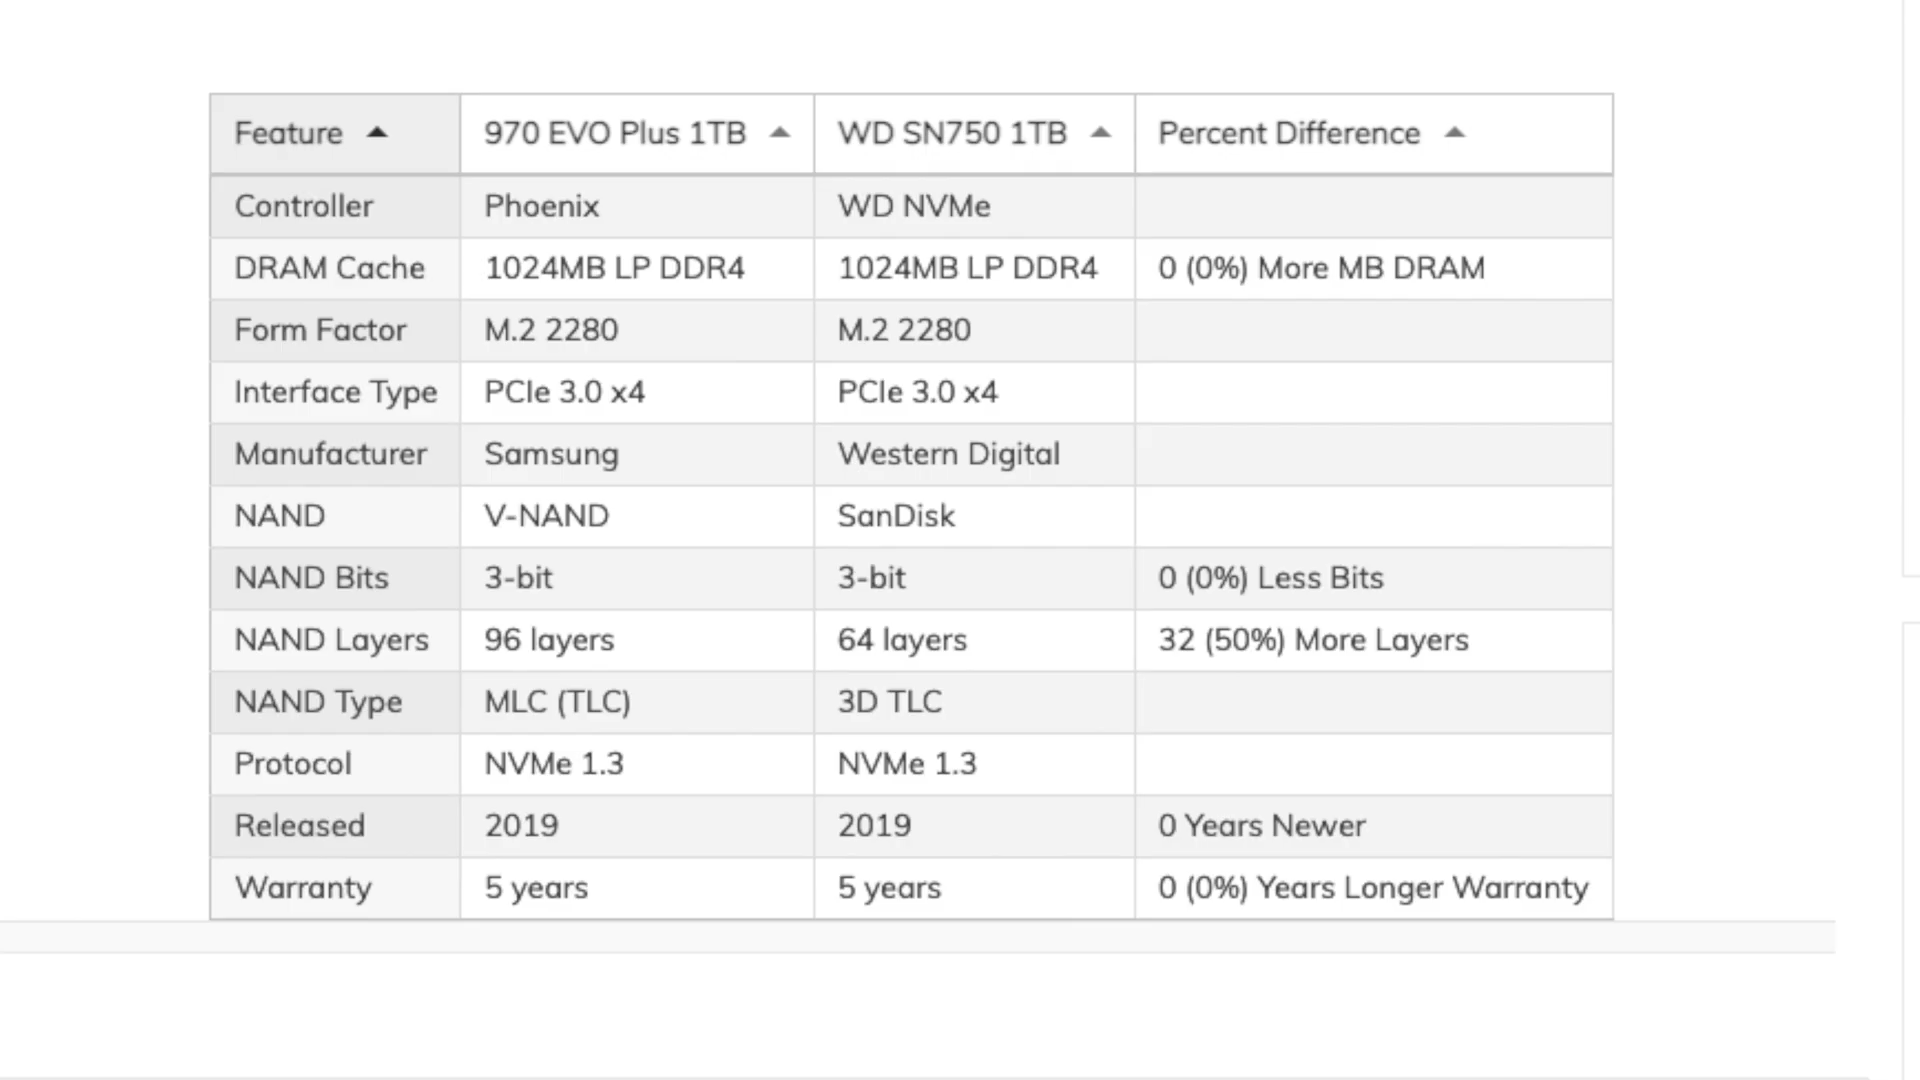 Feature 970 EVO Plus 1TB WD SN750 1TB Percent Difference
Controller Phoenix WD NVMe
DRAM Cache 1024MB LP DDR4 1024MB LP DDR4 0 (0%) More MB DRAM
Form Factor M.2 2280 M.2 2280
Interface Type PCIe 3.0 x4 PCIe 3.0 x4
Manufacturer Samsung Western Digital
NAND V-NAND SanDisk
NAND Bits 3-bit 3-bit 0 (0%) Less Bits
NAND Layers 96 layers 64 layers 32 (50%) More Layers
NAND Type MLC (TLC) 3D TLC
Protocol NVMe 1.3 NVMe 1.3
Released 2019 2019 0 Years Newer
Warranty 5 years 5 years 0 (0%) Years Longer Warranty